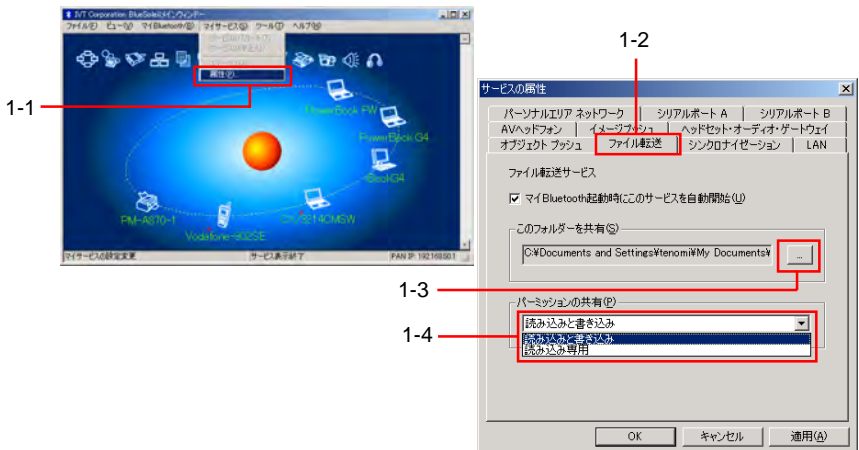 IVT Corporation BlueSoleilメインウィンドー
ファイル(F) ビュー(V) マイBluetooth(B) マイサービス(S) ツール(T) ヘルプ(H)
属性(P)...
1-1
PowerBook FW
PowerBook G4
iBookG4
PM-A870-1
Vodafone-902SE
マイサービスの設定変更 サービス表示終了 PAN IP: 192.168.50.1
1-2
サービスの属性
パーソナルエリア ネットワーク シリアルポート A シリアルポート B
AVヘッドフォン イメージプッシュ ヘッドセット・オーディオ・ゲートウェイ
オブジェクト プッシュ ファイル転送 シンクロナイゼーション LAN
ファイル転送サービス
マイBluetooth起動時にこのサービスを自動開始(U)
このフォルダーを共有(S)
C:¥Documents and Settings¥tenomi¥My Documents¥
...
1-3
パーミッションの共有(P)
1-4
読み込みと書き込み
読み込みと書き込み
読み込み専用
OK キャンセル 適用(A)